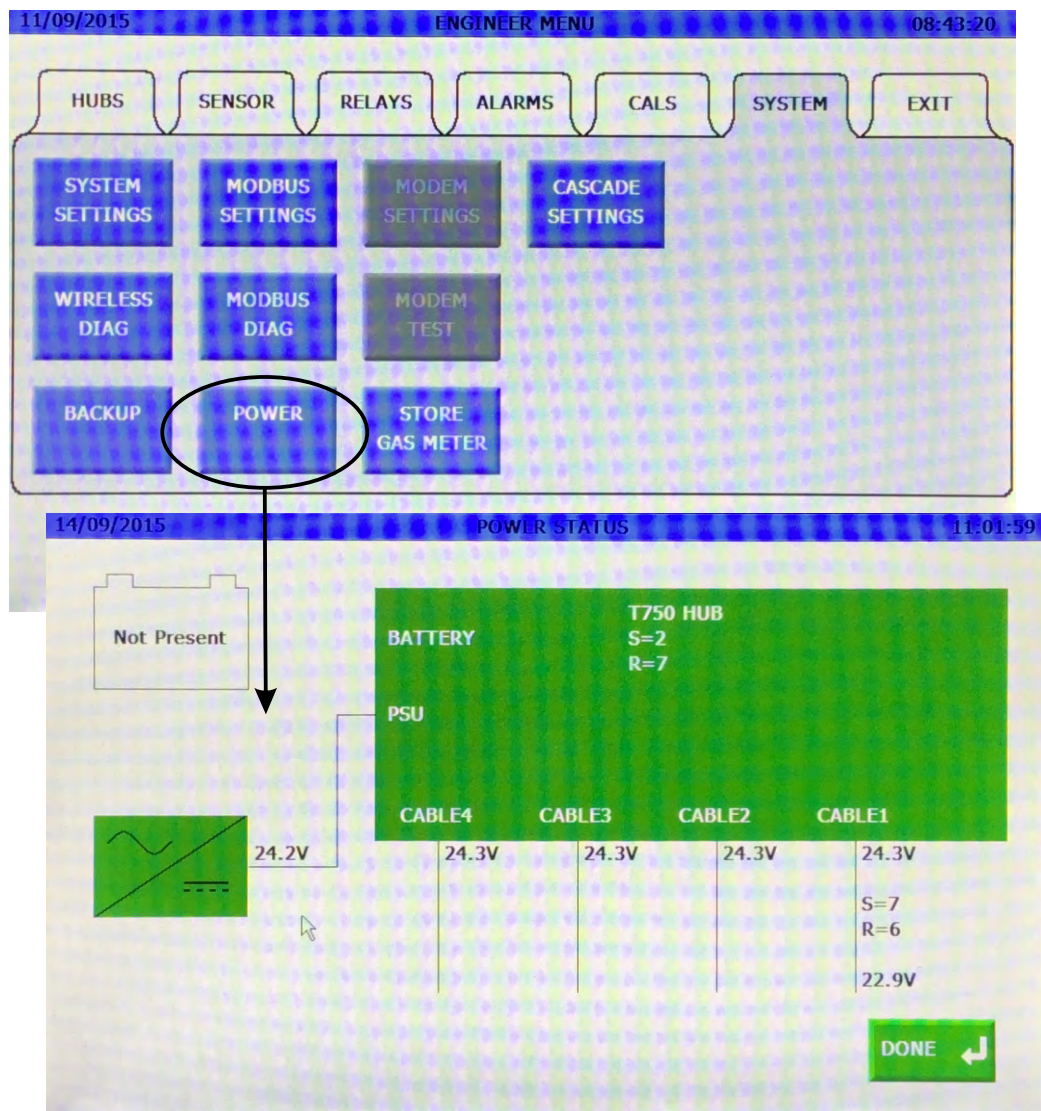 11/09/2015 ENGINEER MENU 08:43:20
HUBS SENSOR RELAYS ALARMS CALS SYSTEM EXIT
SYSTEM SETTINGS
MODBUS SETTINGS
MODEM SETTINGS
CASCADE SETTINGS
WIRELESS DIAG
MODBUS DIAG
MODEM TEST
BACKUP
POWER
STORE GAS METER
14/09/2015 POWER STATUS 11:01:59
Not Present
BATTERY
T750 HUB
S=2
R=7
PSU
CABLE4 CABLE3 CABLE2 CABLE1
24.2V 24.3V 24.3V 24.3V 24.3V
S=7
R=6
22.9V
DONE